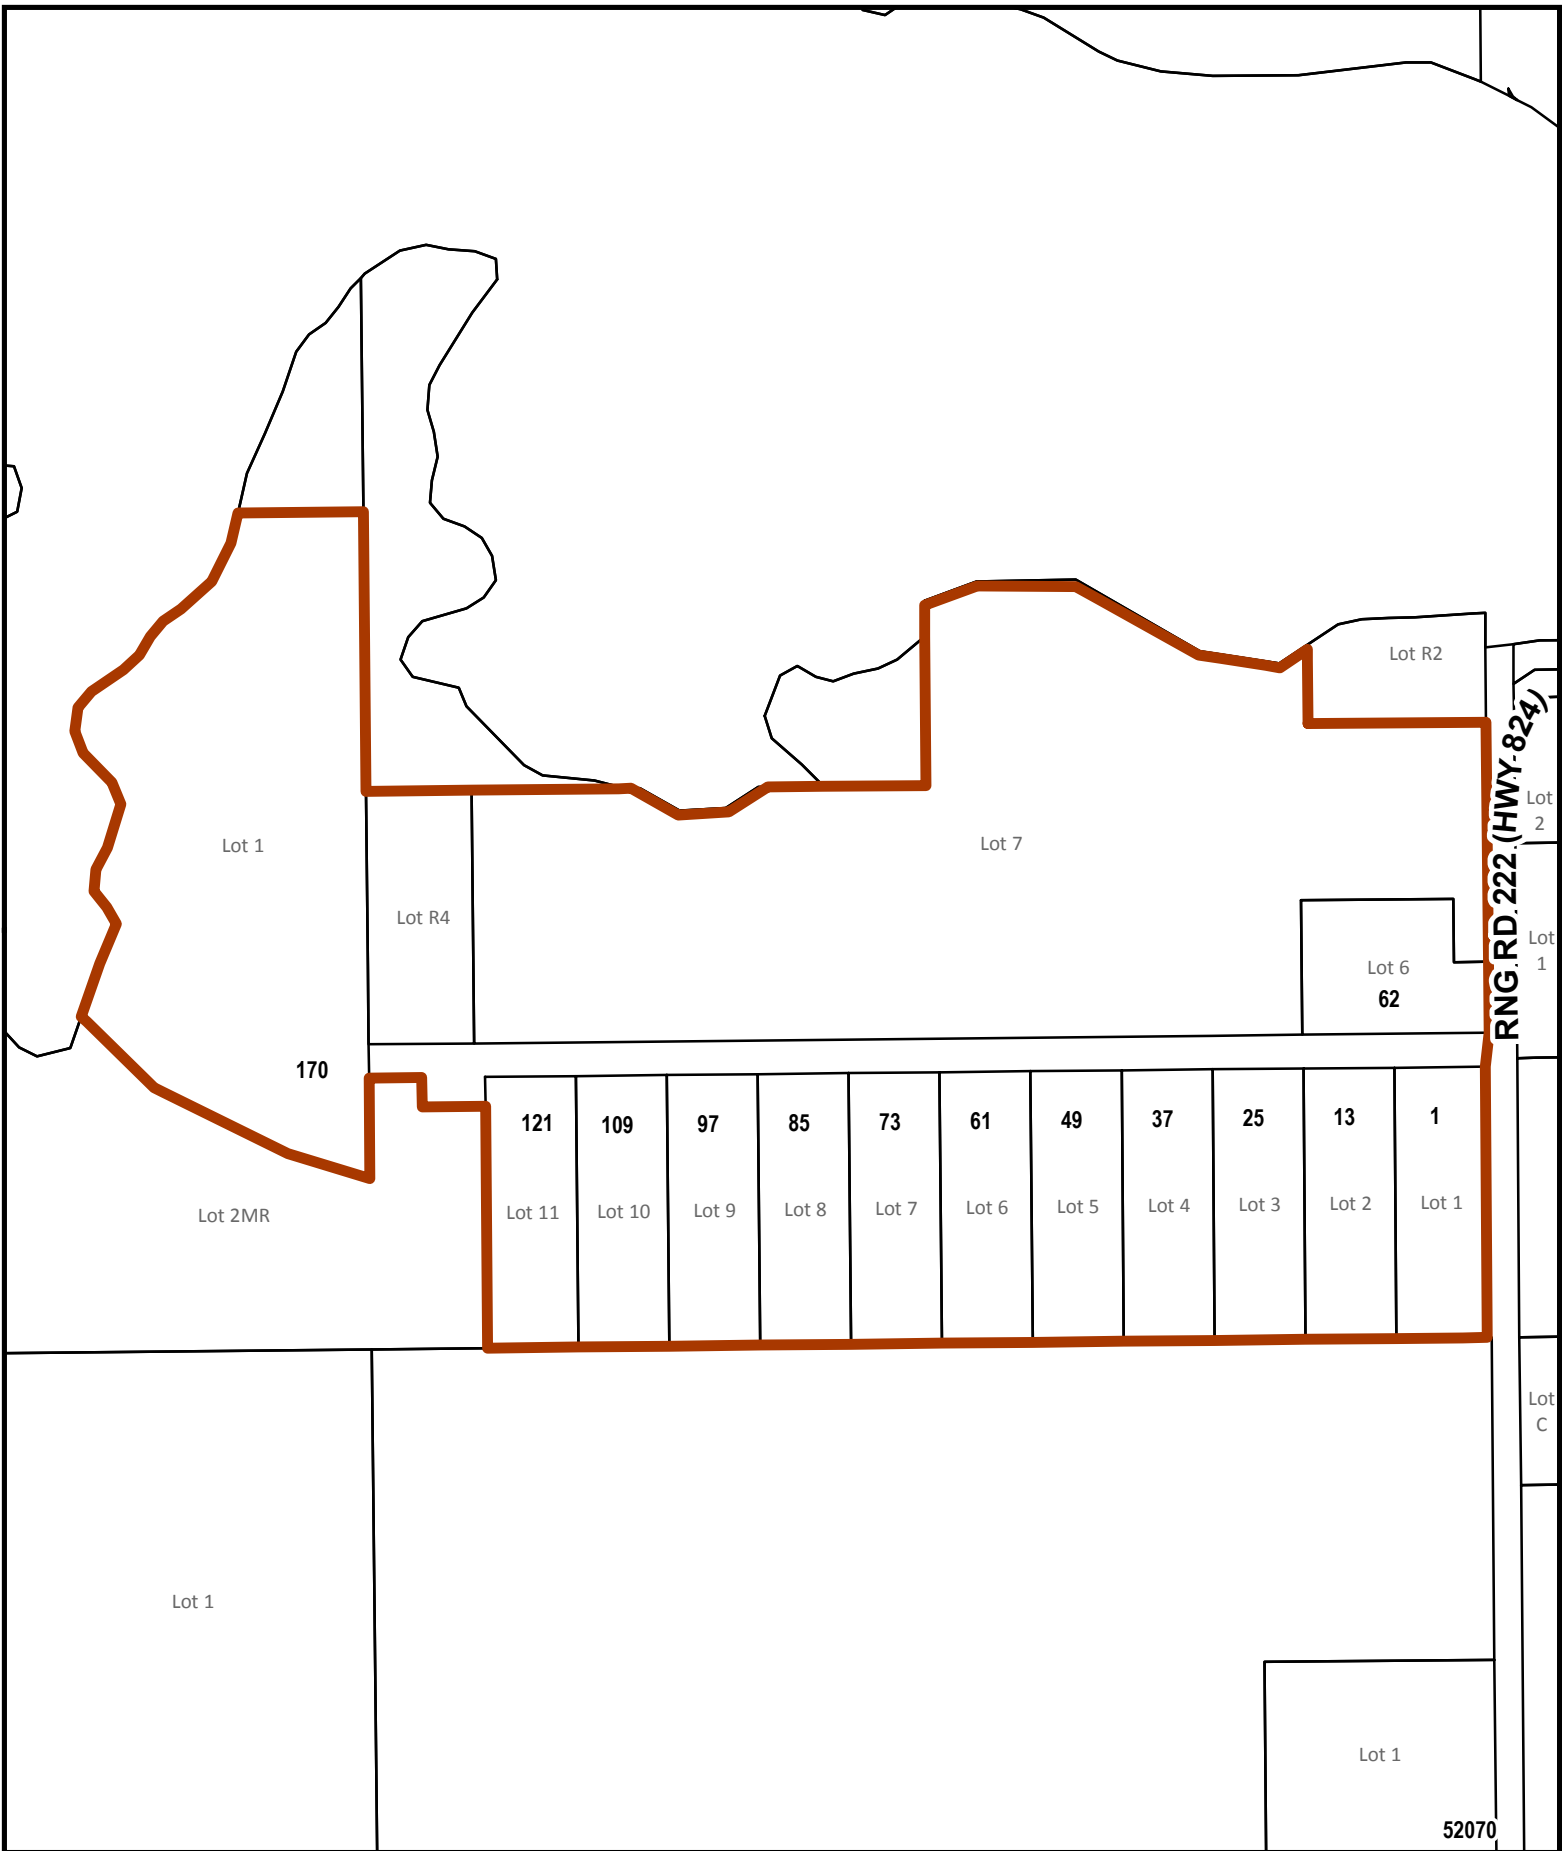 Lot R2
RNG RD 222 (HWY 824)
Lot
2
Lot 1
Lot 7
Lot R4
Lot
1
Lot 6
62
170
121
109
97
85
73
61
49
37
25
13
1
Lot 2MR
Lot 11
Lot 10
Lot 9
Lot 8
Lot 7
Lot 6
Lot 5
Lot 4
Lot 3
Lot 2
Lot 1
Lot
C
Lot 1
Lot 1
52070